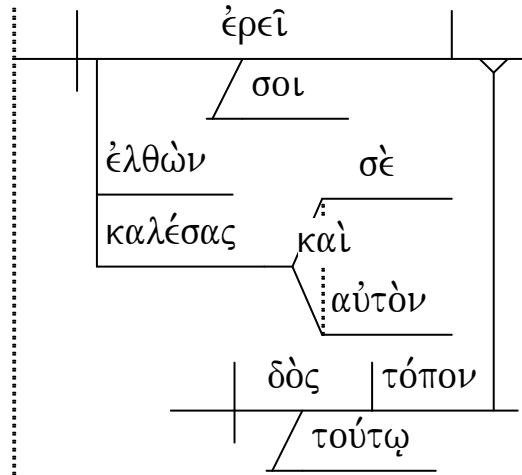 ἐρεῖ
σοι
ἐλθὼν
σὲ
καλέσας
καὶ
αὐτὸν
δὸς τόπον
τούτῳ